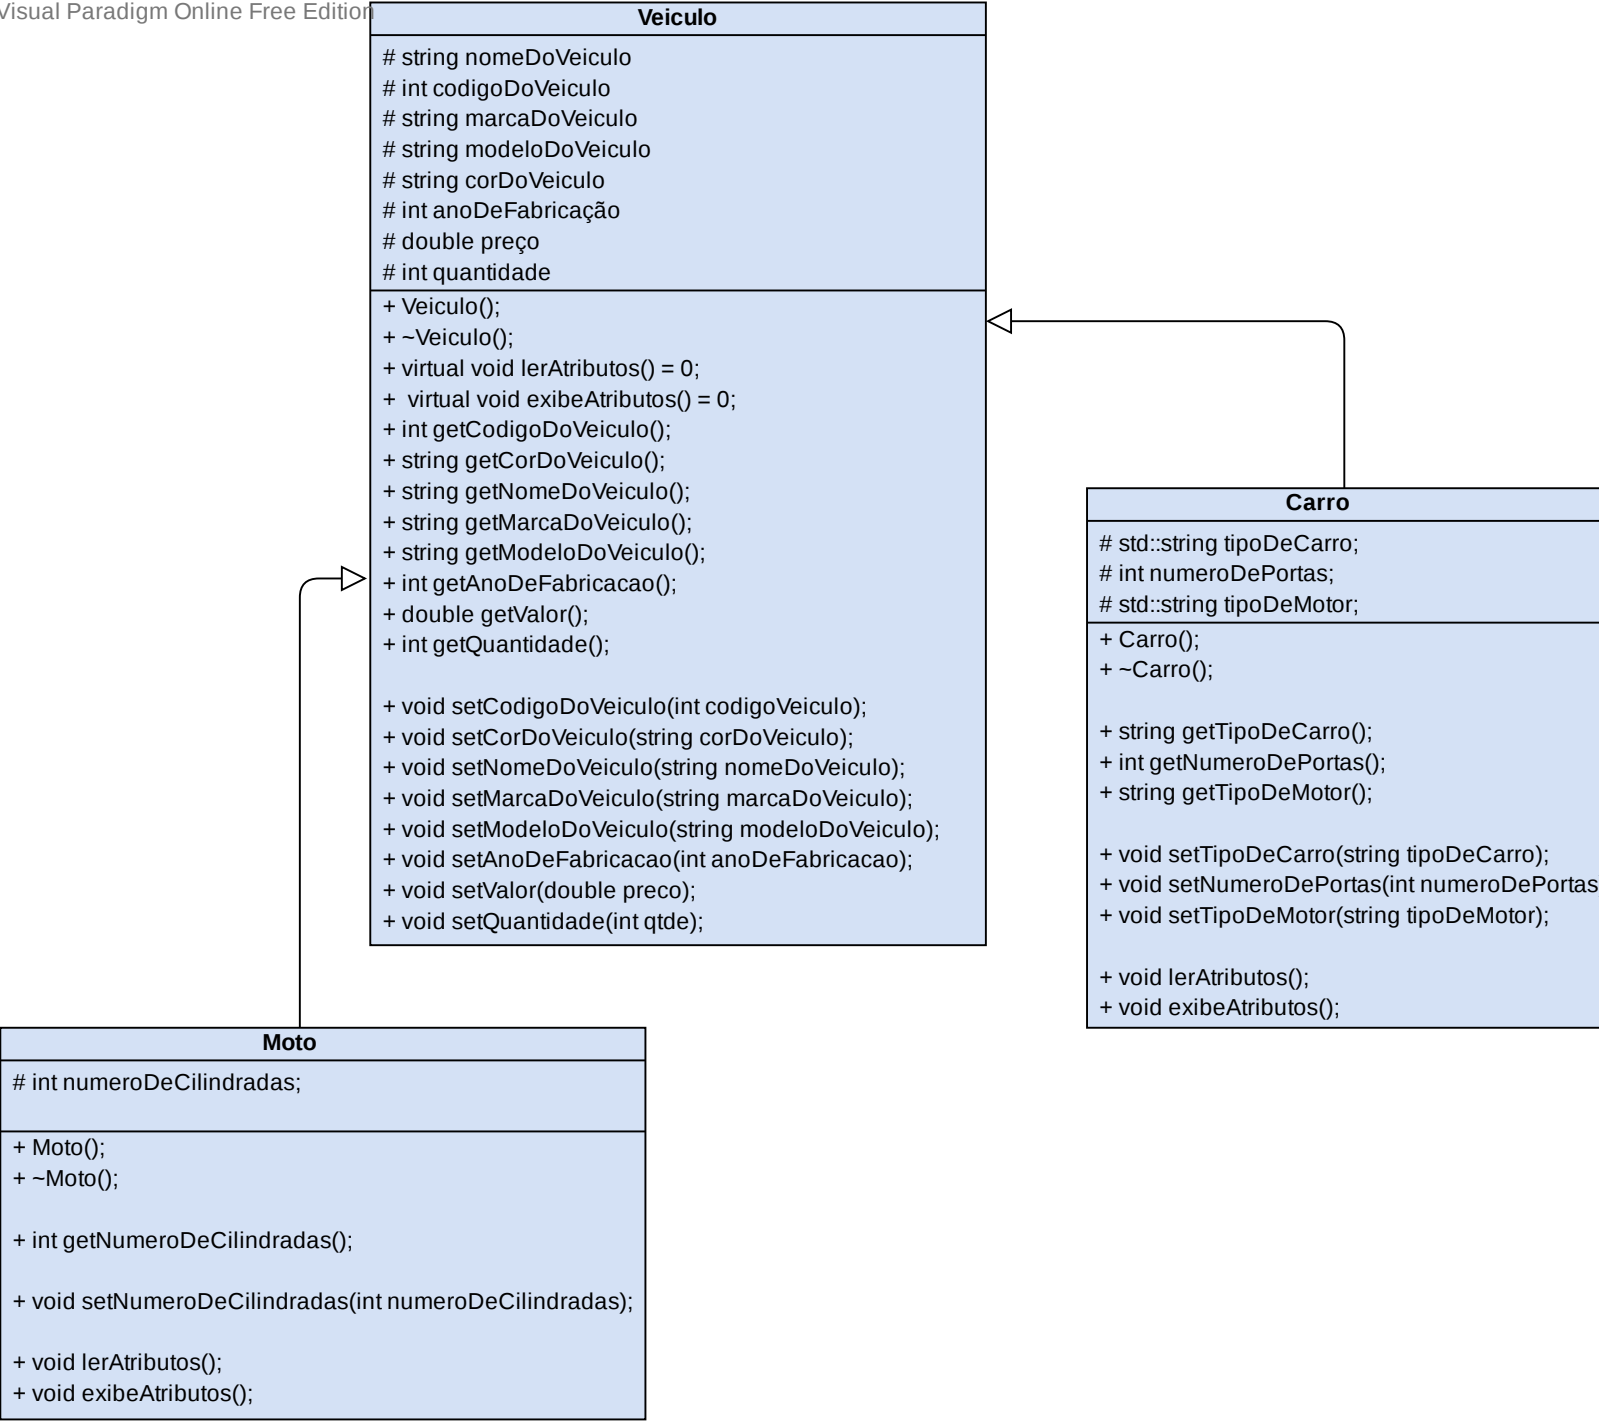 Visual Paradigm Online Free Edition
Veiculo
# string nomeDoVeiculo
# int codigoDoVeiculo
# string marcaDoVeiculo
# string modeloDoVeiculo
# string corDoVeiculo
# int anoDeFabricação
# double preço
# int quantidade
+ Veiculo();
+ ~Veiculo();
+ virtual void lerAtributos() = 0;
+  virtual void exibeAtributos() = 0;
+ int getCodigoDoVeiculo();
+ string getCorDoVeiculo();
+ string getNomeDoVeiculo();
+ string getMarcaDoVeiculo();
+ string getModeloDoVeiculo();
+ int getAnoDeFabricacao();
+ double getValor();
+ int getQuantidade();
+ void setCodigoDoVeiculo(int codigoVeiculo);
+ void setCorDoVeiculo(string corDoVeiculo);
+ void setNomeDoVeiculo(string nomeDoVeiculo);
+ void setMarcaDoVeiculo(string marcaDoVeiculo);
+ void setModeloDoVeiculo(string modeloDoVeiculo);
+ void setAnoDeFabricacao(int anoDeFabricacao);
+ void setValor(double preco);
+ void setQuantidade(int qtde);
Carro
# std::string tipoDeCarro;
# int numeroDePortas;
# std::string tipoDeMotor;
+ Carro();
+ ~Carro();
+ string getTipoDeCarro();
+ int getNumeroDePortas();
+ string getTipoDeMotor();
+ void setTipoDeCarro(string tipoDeCarro);
+ void setNumeroDePortas(int numeroDePortas
+ void setTipoDeMotor(string tipoDeMotor);
+ void lerAtributos();
+ void exibeAtributos();
Moto
# int numeroDeCilindradas;
+ Moto();
+ ~Moto();
+ int getNumeroDeCilindradas();
+ void setNumeroDeCilindradas(int numeroDeCilindradas);
+ void lerAtributos();
+ void exibeAtributos();